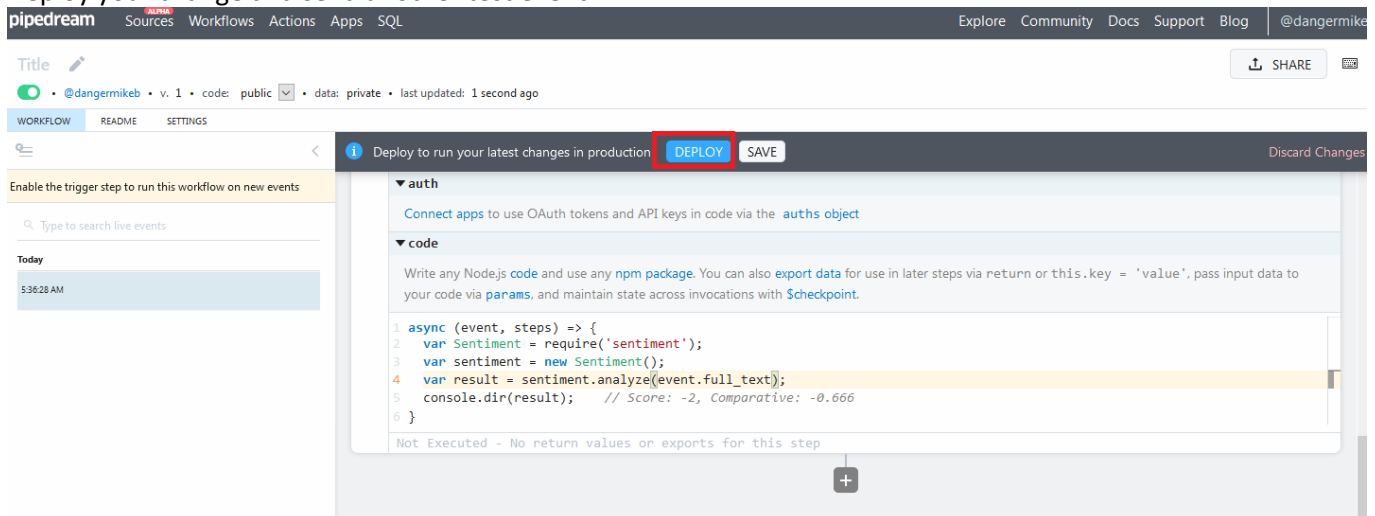 pipedream Sources ALPHA Workflows Actions Apps SQL Explore Community Docs Support Blog @dangermike
Title SHARE
• @dangermikeb • v. 1 • code: public • data: private • last updated: 1 second ago
WORKFLOW README SETTINGS
Deploy to run your latest changes in production DEPLOY SAVE Discard Changes
Enable the trigger step to run this workflow on new events
Type to search live events
Today
5:36:28 AM
auth
Connect apps to use OAuth tokens and API keys in code via the auths object
code
Write any Node.js code and use any npm package. You can also export data for use in later steps via return or this.key = 'value', pass input data to
your code via params, and maintain state across invocations with $checkpoint.
1 async (event, steps) => {
2 var Sentiment = require('sentiment');
3 var sentiment = new Sentiment();
4 var result = sentiment.analyze(event.full_text);
5 console.dir(result); // Score: -2, Comparative: -0.666
6 }
Not Executed - No return values or exports for this step
+